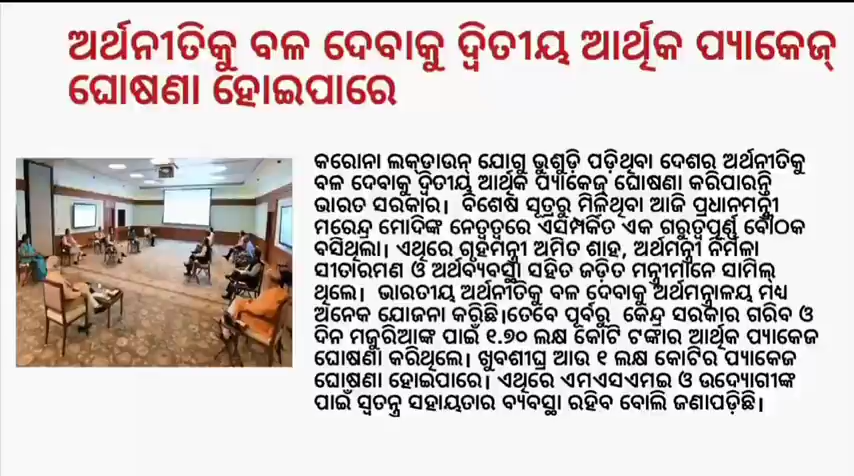 ଅର୍ଥନୀତିକୁ ବଳ ଦେବାକୁ ଦ୍ୱିତୀୟ ଆର୍ଥିକ ପ୍ୟାକେଜ୍
ଘୋଷଣା ହୋଇପାରେ
କରୋନା ଲକ୍‌ଡାଉନ୍ ଯୋଗୁ ଭୁଶୁଡ଼ି ପଡ଼ିଥିବା ଦେଶର ଅର୍ଥନୀତିକୁ
ବଳ ଦେବାକୁ ଦ୍ୱିତୀୟ ଆର୍ଥିକ ପ୍ୟାକେଜ୍ ଘୋଷଣା କରିପାରନ୍ତି
ଭାରତ ସରକାର। ବିଶେଷ ସୂତ୍ରରୁ ମିଳିଥିବା ଆଜି ପ୍ରଧାନମନ୍ତ୍ରୀ
ମରେନ୍ଦ୍ର ମୋଦିଙ୍କ ନେତୃତ୍ୱରେ ଏସମ୍ପର୍କିତ ଏକ ଗରୁତ୍ୱପୂର୍ଣ୍ଣ ବୈଠକ
ବସିଥିଲା। ଏଥିରେ ଗୃହମନ୍ତ୍ରୀ ଅମିତ ଶାହ, ଅର୍ଥମନ୍ତ୍ରୀ ନିର୍ମଳା
ସୀତାରମଣ ଓ ଅର୍ଥବ୍ୟବସ୍ଥା ସହିତ ଜଡ଼ିତ ମନ୍ତ୍ରୀମାନେ ସାମିଲ୍
ଥିଲେ। ଭାରତୀୟ ଅର୍ଥନୀତିକୁ ବଳ ଦେବାକୁ ଅର୍ଥମନ୍ତ୍ରାଳୟ ମଧ୍ୟ
ଅନେକ ଯୋଜନା କରିଛି।ତେବେ ପୂର୍ବରୁ କେନ୍ଦ୍ର ସରକାର ଗରିବ ଓ
ଦିନ ମଜୁରିଆଙ୍କ ପାଇଁ ୧.୭୦ ଲକ୍ଷ କୋଟି ଟଙ୍କାର ଆର୍ଥିକ ପ୍ୟାକେଜ
ଘୋଷଣା କରିଥିଲେ। ଖୁବଶୀଘ୍ର ଆଉ ୧ ଲକ୍ଷ କୋଟିର ପ୍ୟାକେଜ
ଘୋଷଣା ହୋଇପାରେ। ଏଥିରେ ଏମଏସଏମଇ ଓ ଉଦ୍ୟୋଗୀଙ୍କ
ପାଇଁ ସ୍ୱତନ୍ତ୍ର ସହାୟତାର ବ୍ୟବସ୍ଥା ରହିବ ବୋଲି ଜଣାପଡ଼ିଛି।